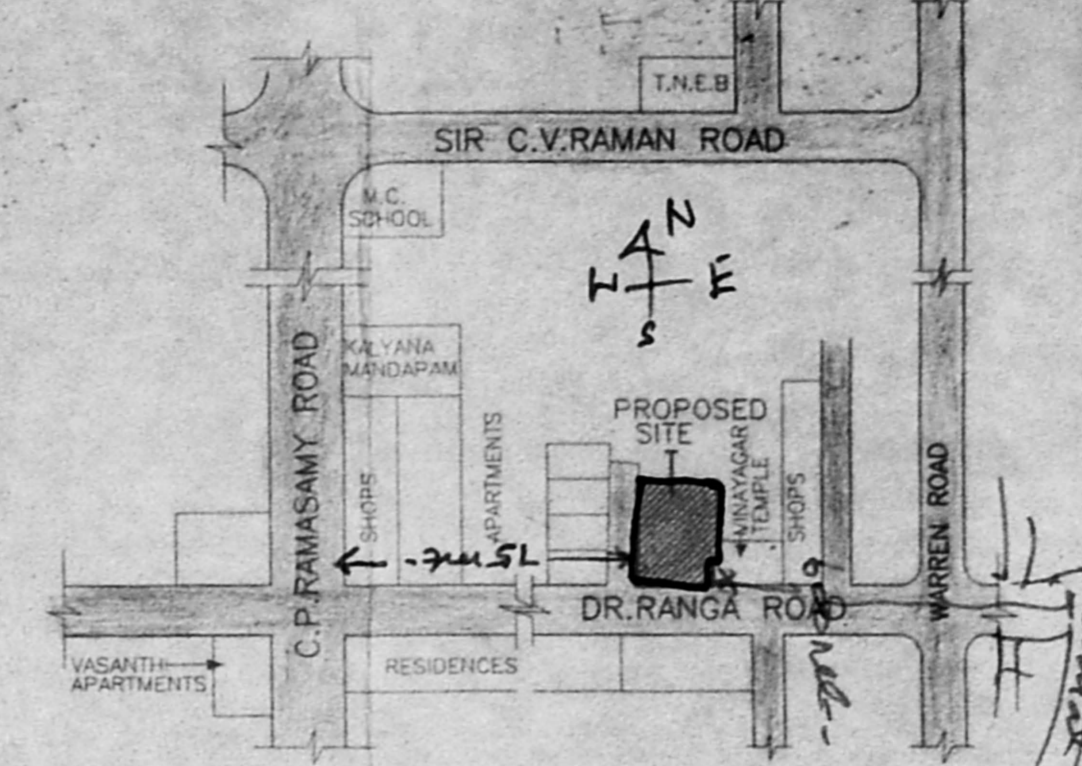 T.N.E.B
SIR C.V.RAMAN ROAD
M.C.
SCHOOL
N
W E
S
KALYANA
MANDAPAM
C.P.RAMASAMY ROAD
SHOPS
APARTMENTS
PROPOSED
SITE
VINAYAGAR
TEMPLE
SHOPS
WARREN ROAD
DR.RANGA ROAD
VASANTH
APARTMENTS
RESIDENCES